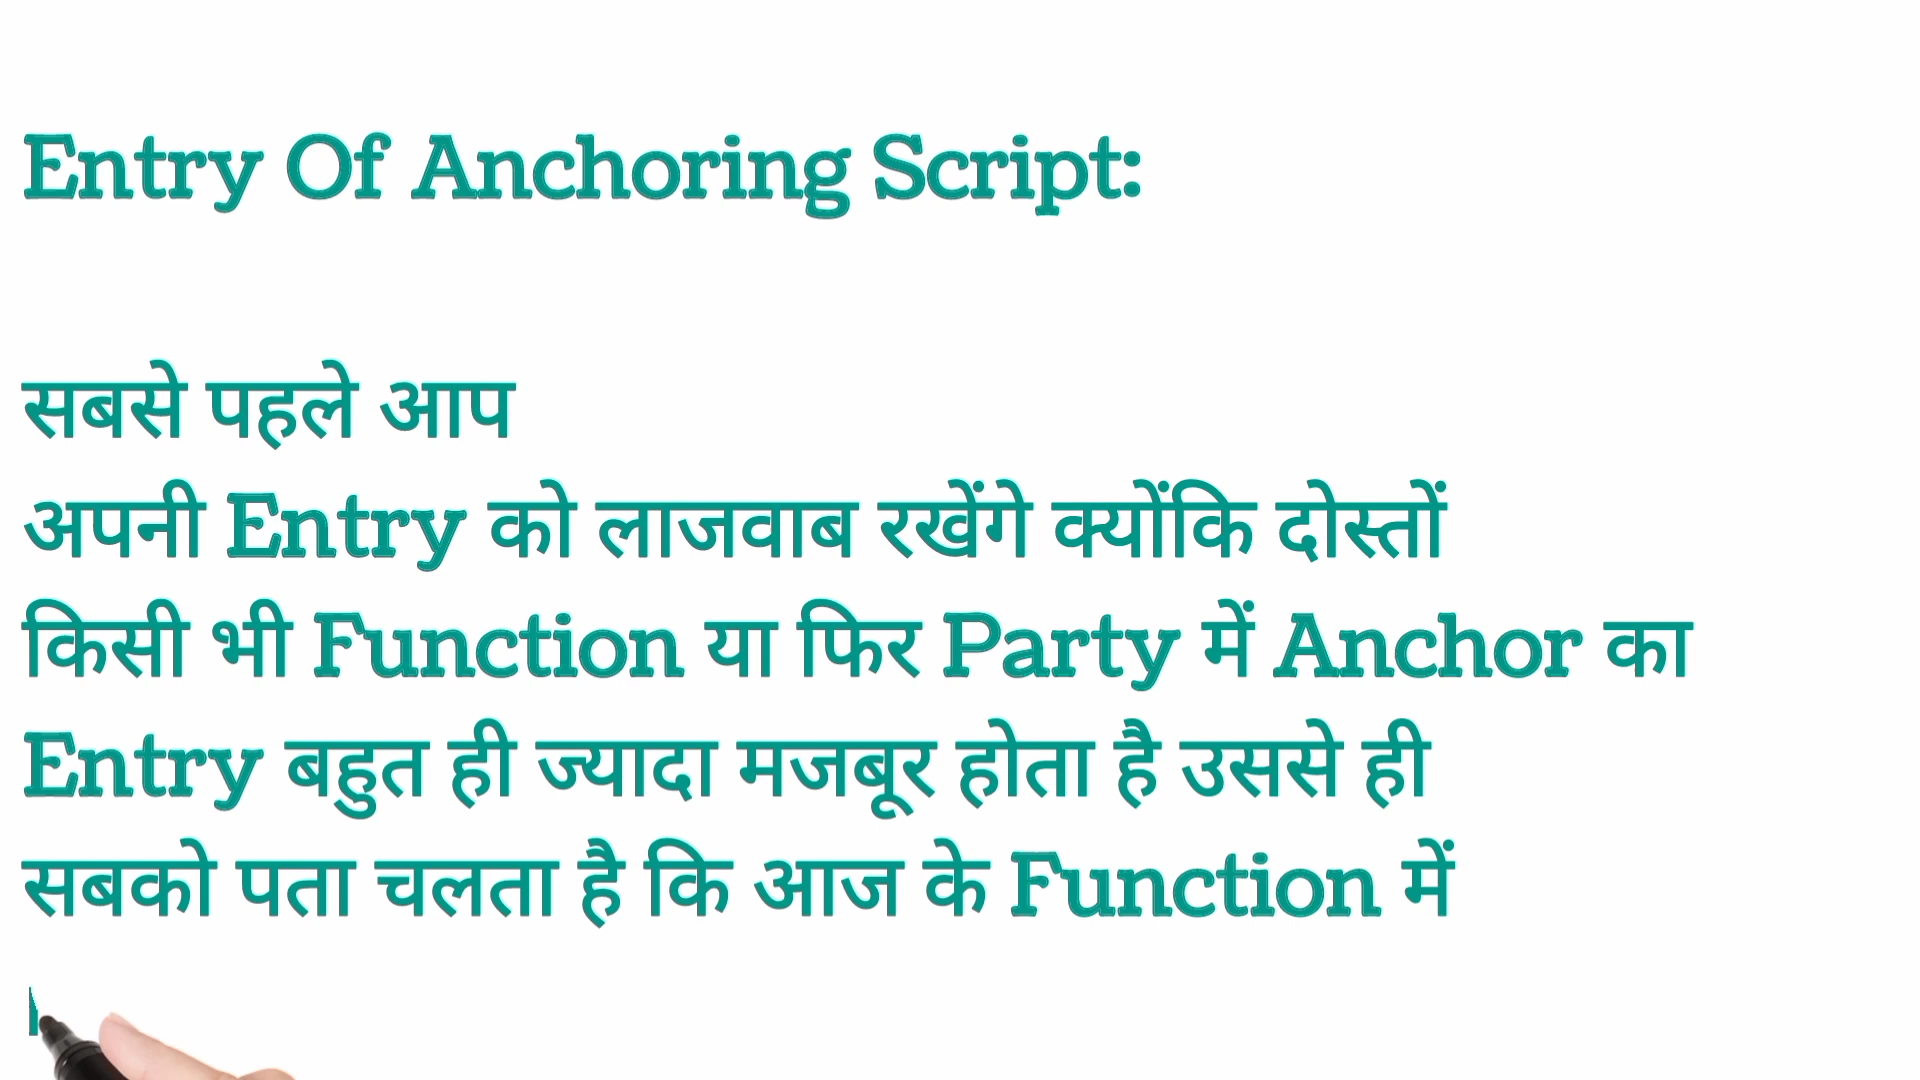 Entry Of Anchoring Script:
सबसे पहले आप
अपनी Entry को लाजवाब रखेंगे क्योंकि दोस्तों
किसी भी Function या फिर Party में Anchor का
Entry बहुत ही ज्यादा मजबूर होता है उससे ही
सबको पता चलता है कि आज के Function में